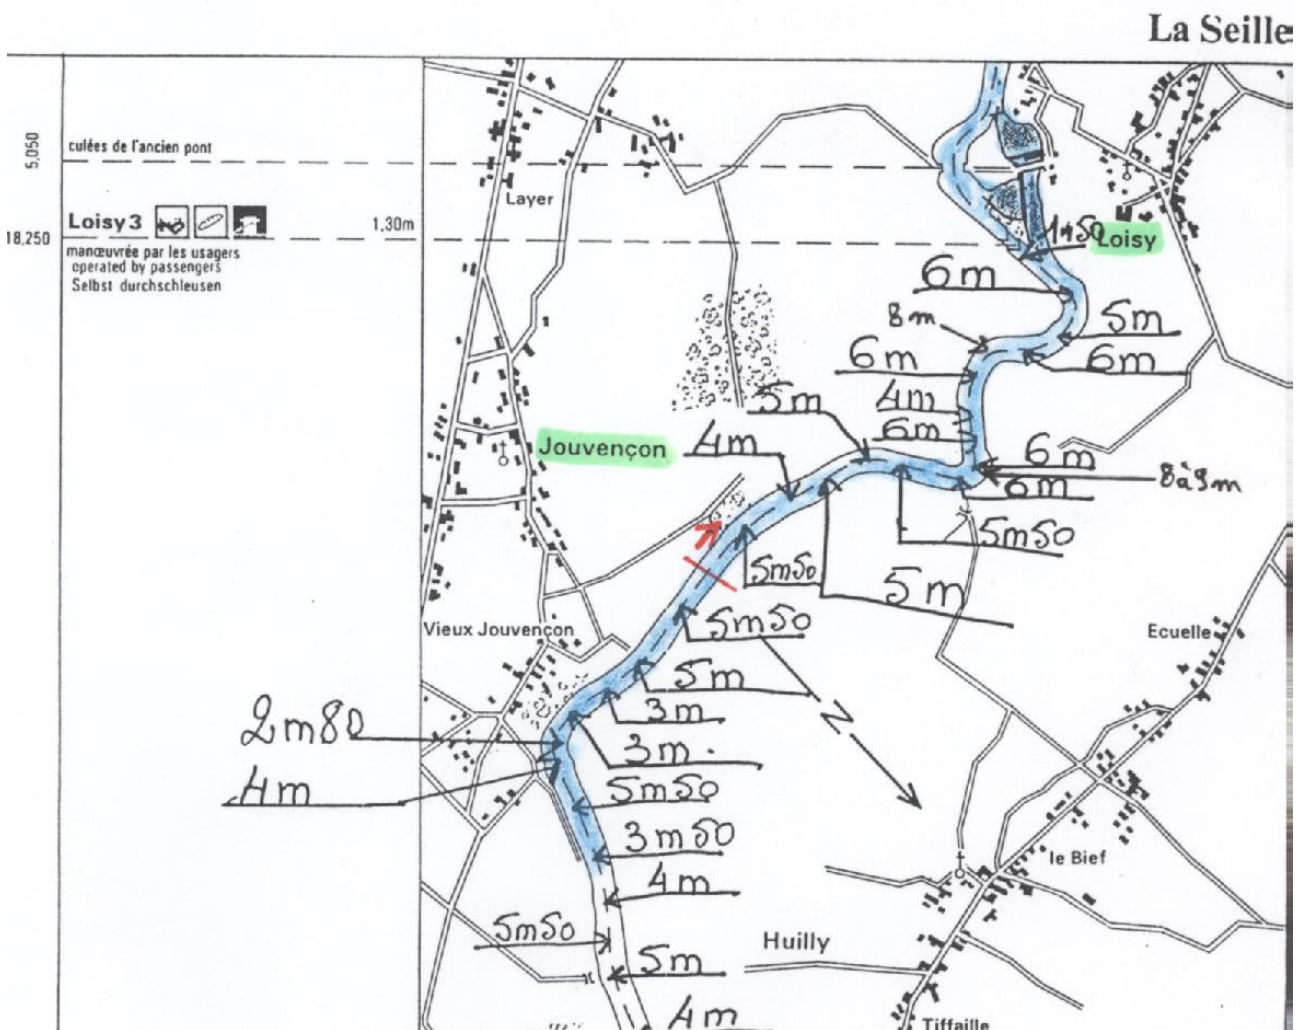 La Seille
5,050
culées de l'ancien pont
Layer
Loisy 3
1,30m
18,250
manœuvrée par les usagers
operated by passengers
Selbst durchschleusen
1m50
Loisy
6m
8m
5m
6m
6m
4m
5m
6m
Jouvençon
4m
6m
8à9m
6m
5m50
5m50
5m
Vieux Jouvençon
5m50
Ecuelle
5m
3m
N
2m80
3m
4m
5m50
3m50
le Bief
4m
5m50
Huilly
5m
4m
Tiffaille